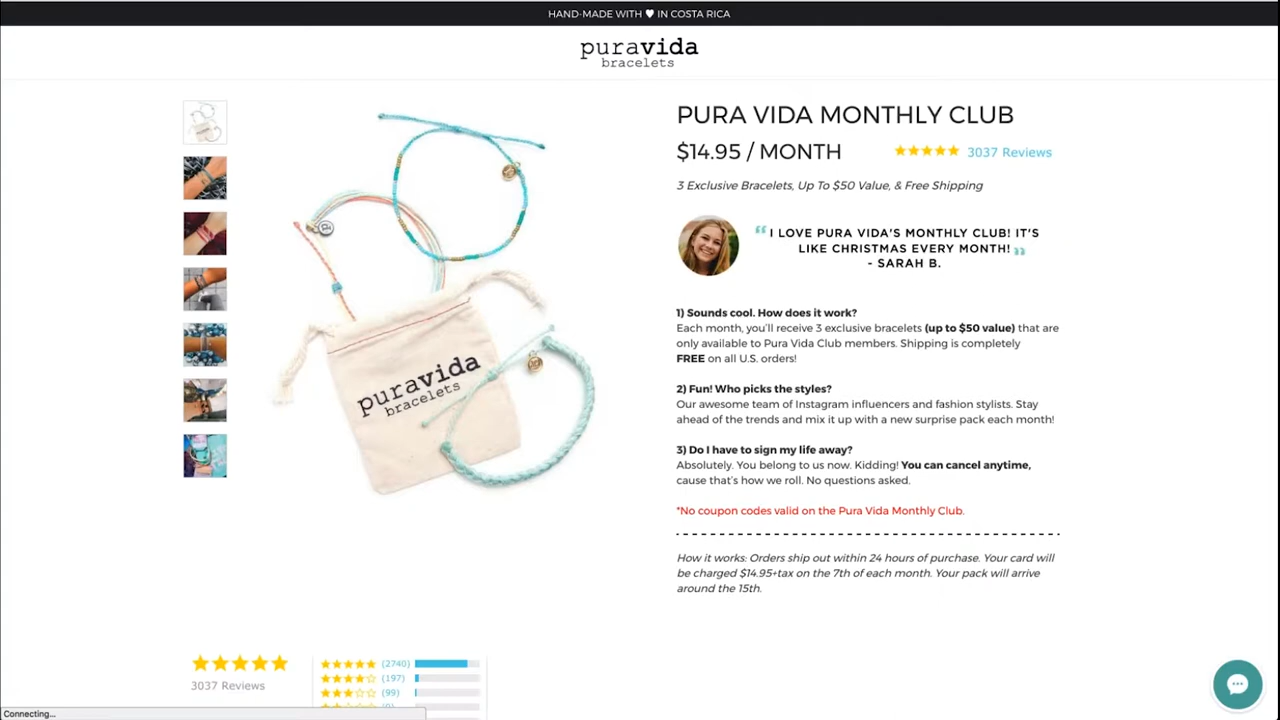 HAND-MADE WITH ♥ IN COSTA RICA
puravida
bracelets
PURA VIDA MONTHLY CLUB
$14.95 / MONTH
3037 Reviews
3 Exclusive Bracelets, Up To $50 Value, & Free Shipping
“ I LOVE PURA VIDA'S MONTHLY CLUB! IT'S
LIKE CHRISTMAS EVERY MONTH! ”
- SARAH B.
puravida
bracelets
1) Sounds cool. How does it work?
Each month, you'll receive 3 exclusive bracelets (up to $50 value) that are
only available to Pura Vida Club members. Shipping is completely
FREE on all U.S. orders!
2) Fun! Who picks the styles?
Our awesome team of Instagram influencers and fashion stylists. Stay
ahead of the trends and mix it up with a new surprise pack each month!
3) Do I have to sign my life away?
Absolutely. You belong to us now. Kidding! You can cancel anytime,
cause that's how we roll. No questions asked.
*No coupon codes valid on the Pura Vida Monthly Club.
How it works: Orders ship out within 24 hours of purchase. Your card will
be charged $14.95+tax on the 7th of each month. Your pack will arrive
around the 15th.
3037 Reviews
(2740)
(197)
(99)
Connecting...